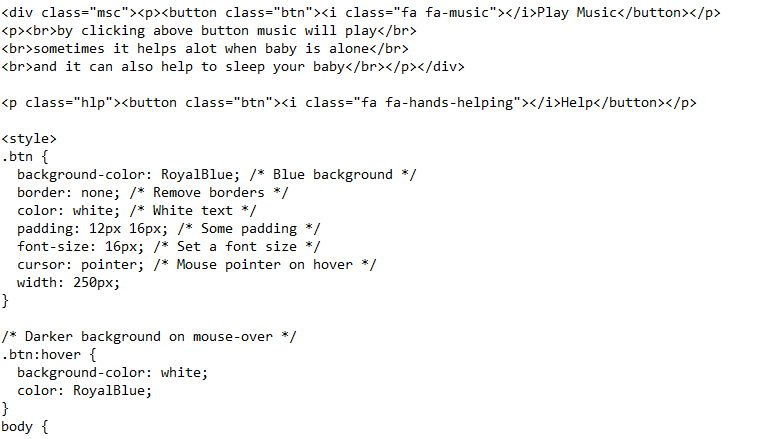 <div class="msc"><p><button class="btn"><i class="fa fa-music"></i>Play Music</button></p>
<p><br>by clicking above button music will play</br>
<br>sometimes it helps alot when baby is alone</br>
<br>and it can also help to sleep your baby</br></p></div>

<p class="hlp"><button class="btn"><i class="fa fa-hands-helping"></i>Help</button></p>

<style>
.btn {
  background-color: RoyalBlue; /* Blue background */
  border: none; /* Remove borders */
  color: white; /* White text */
  padding: 12px 16px; /* Some padding */
  font-size: 16px; /* Set a font size */
  cursor: pointer; /* Mouse pointer on hover */
  width: 250px;
}

/* Darker background on mouse-over */
.btn:hover {
  background-color: white;
  color: RoyalBlue;
}
body {